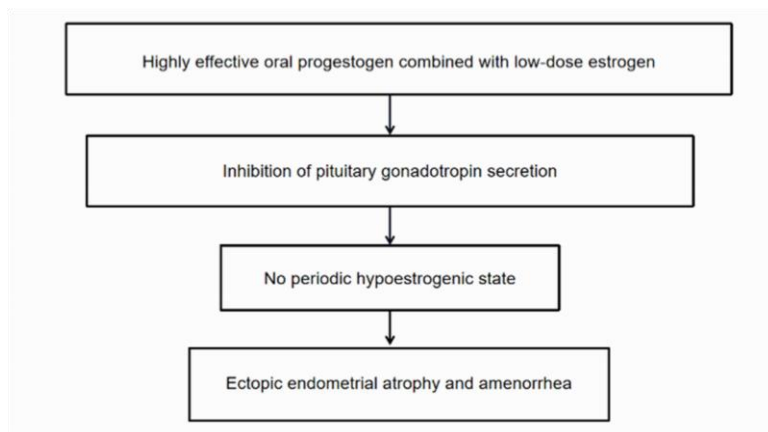 Highly effective oral progestogen combined with low-dose estrogen
Inhibition of pituitary gonadotropin secretion
No periodic hypoestrogenic state
Ectopic endometrial atrophy and amenorrhea